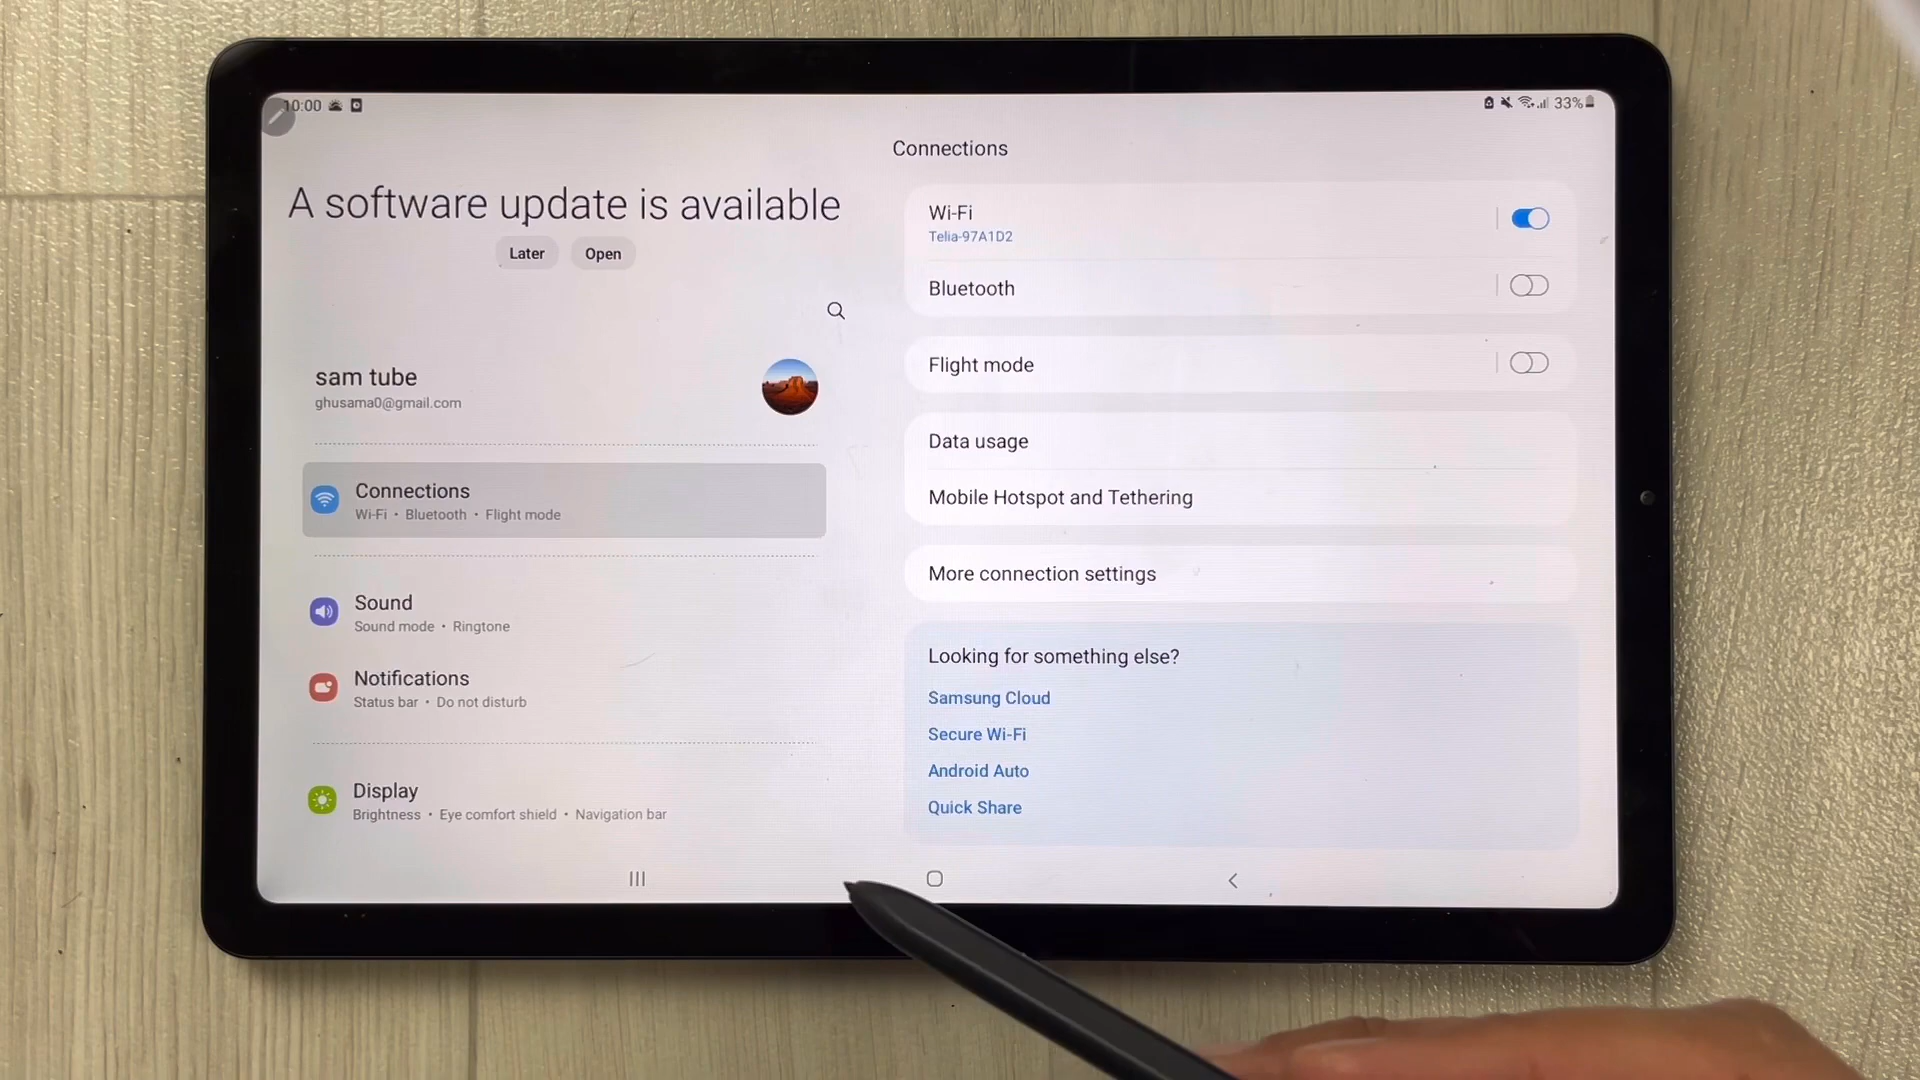 10:00
33%
A software update is available
Later
Open
sam tube
ghusama0@gmail.com
Connections
Wi-Fi • Bluetooth • Flight mode
Sound
Sound mode • Ringtone
Notifications
Status bar • Do not disturb
Display
Brightness • Eye comfort shield • Navigation bar
Connections
Wi-Fi
Telia-97A1D2
Bluetooth
Flight mode
Data usage
Mobile Hotspot and Tethering
More connection settings
Looking for something else?
Samsung Cloud
Secure Wi-Fi
Android Auto
Quick Share